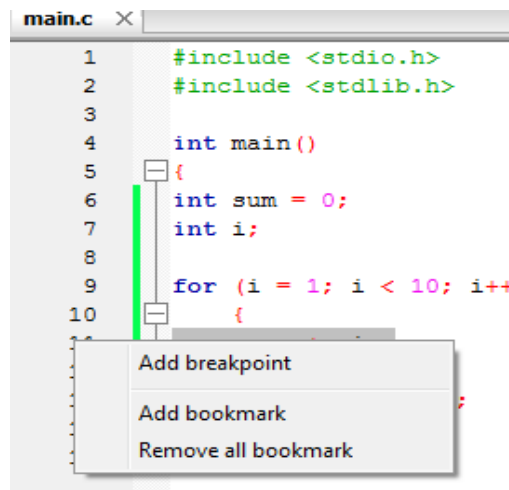 main.c
1 #include <stdio.h>
2 #include <stdlib.h>
3
4 int main()
5 {
6 int sum = 0;
7 int i;
8
9 for (i = 1; i < 10; i++
10 {
Add breakpoint
;
Add bookmark
Remove all bookmark